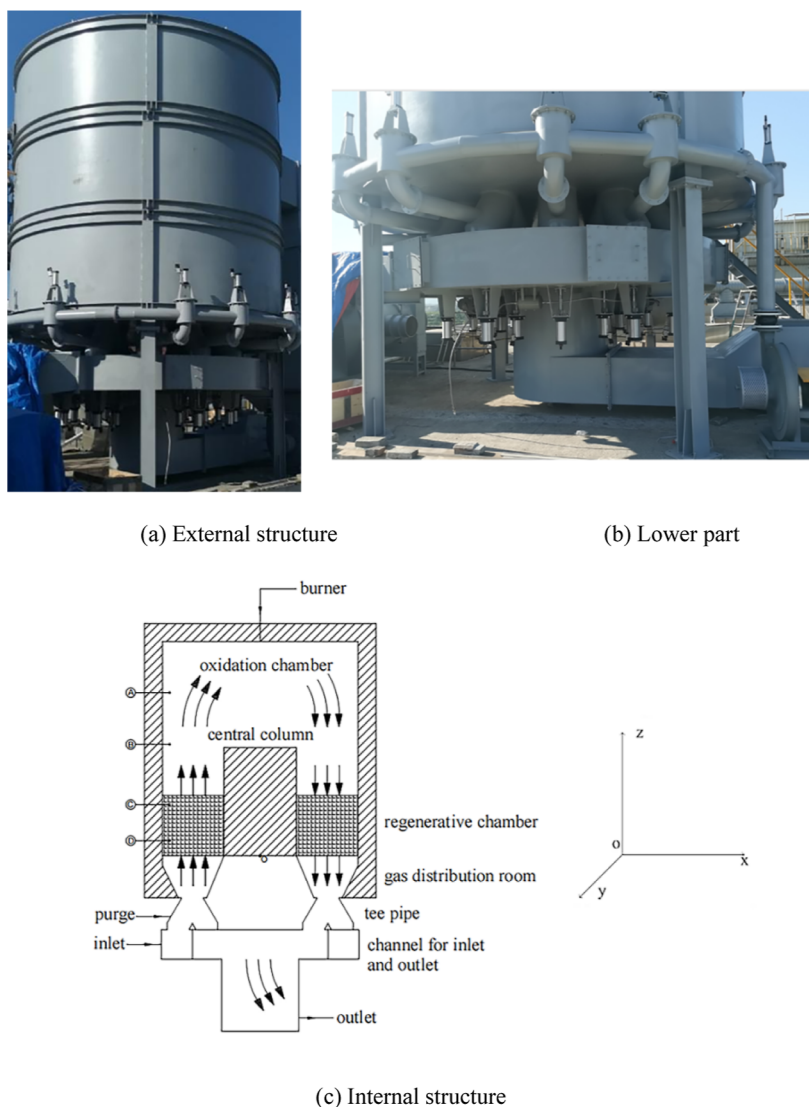 (a) External structure
(b) Lower part
burner
oxidation chamber
A
B
central column
C
D
regenerative chamber
o
gas distribution room
purge
tee pipe
inlet
channel for inlet
and outlet
outlet
z
o
x
y
(c) Internal structure